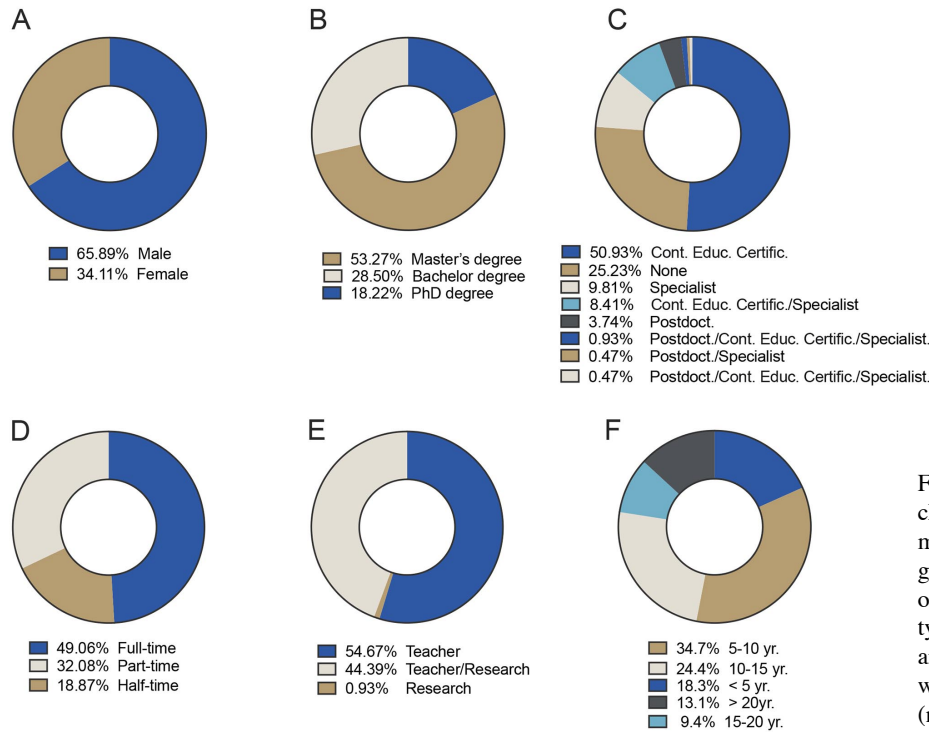 A
B
C
65.89% Male
34.11% Female
53.27% Master's degree
28.50% Bachelor degree
18.22% PhD degree
50.93% Cont. Educ. Certific.
25.23% None
9.81% Specialist
8.41% Cont. Educ. Certific./Specialist
3.74% Postdoct.
0.93% Postdoct./Cont. Educ. Certific./Specialist.
0.47% Postdoct./Specialist
0.47% Postdoct./Cont. Educ. Certific./Specialist.
D
E
F
49.06% Full-time
32.08% Part-time
18.87% Half-time
54.67% Teacher
44.39% Teacher/Research
0.93% Research
34.7% 5-10 yr.
24.4% 10-15 yr.
18.3% < 5 yr.
13.1% > 20yr.
9.4% 15-20 yr.